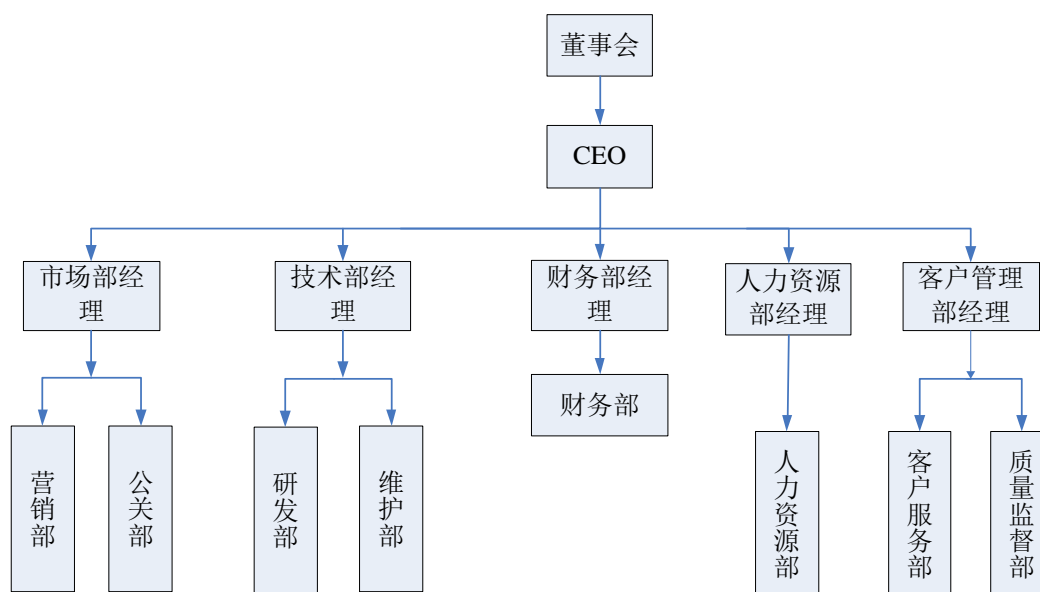 董事会
CEO
市场部经
理
技术部经理
财务部经
理
人力资源
部经理
客户管理
部经理
财务部
营销部
公关部
研发部
维护部
人力资源部
客户服务部
质量监督部